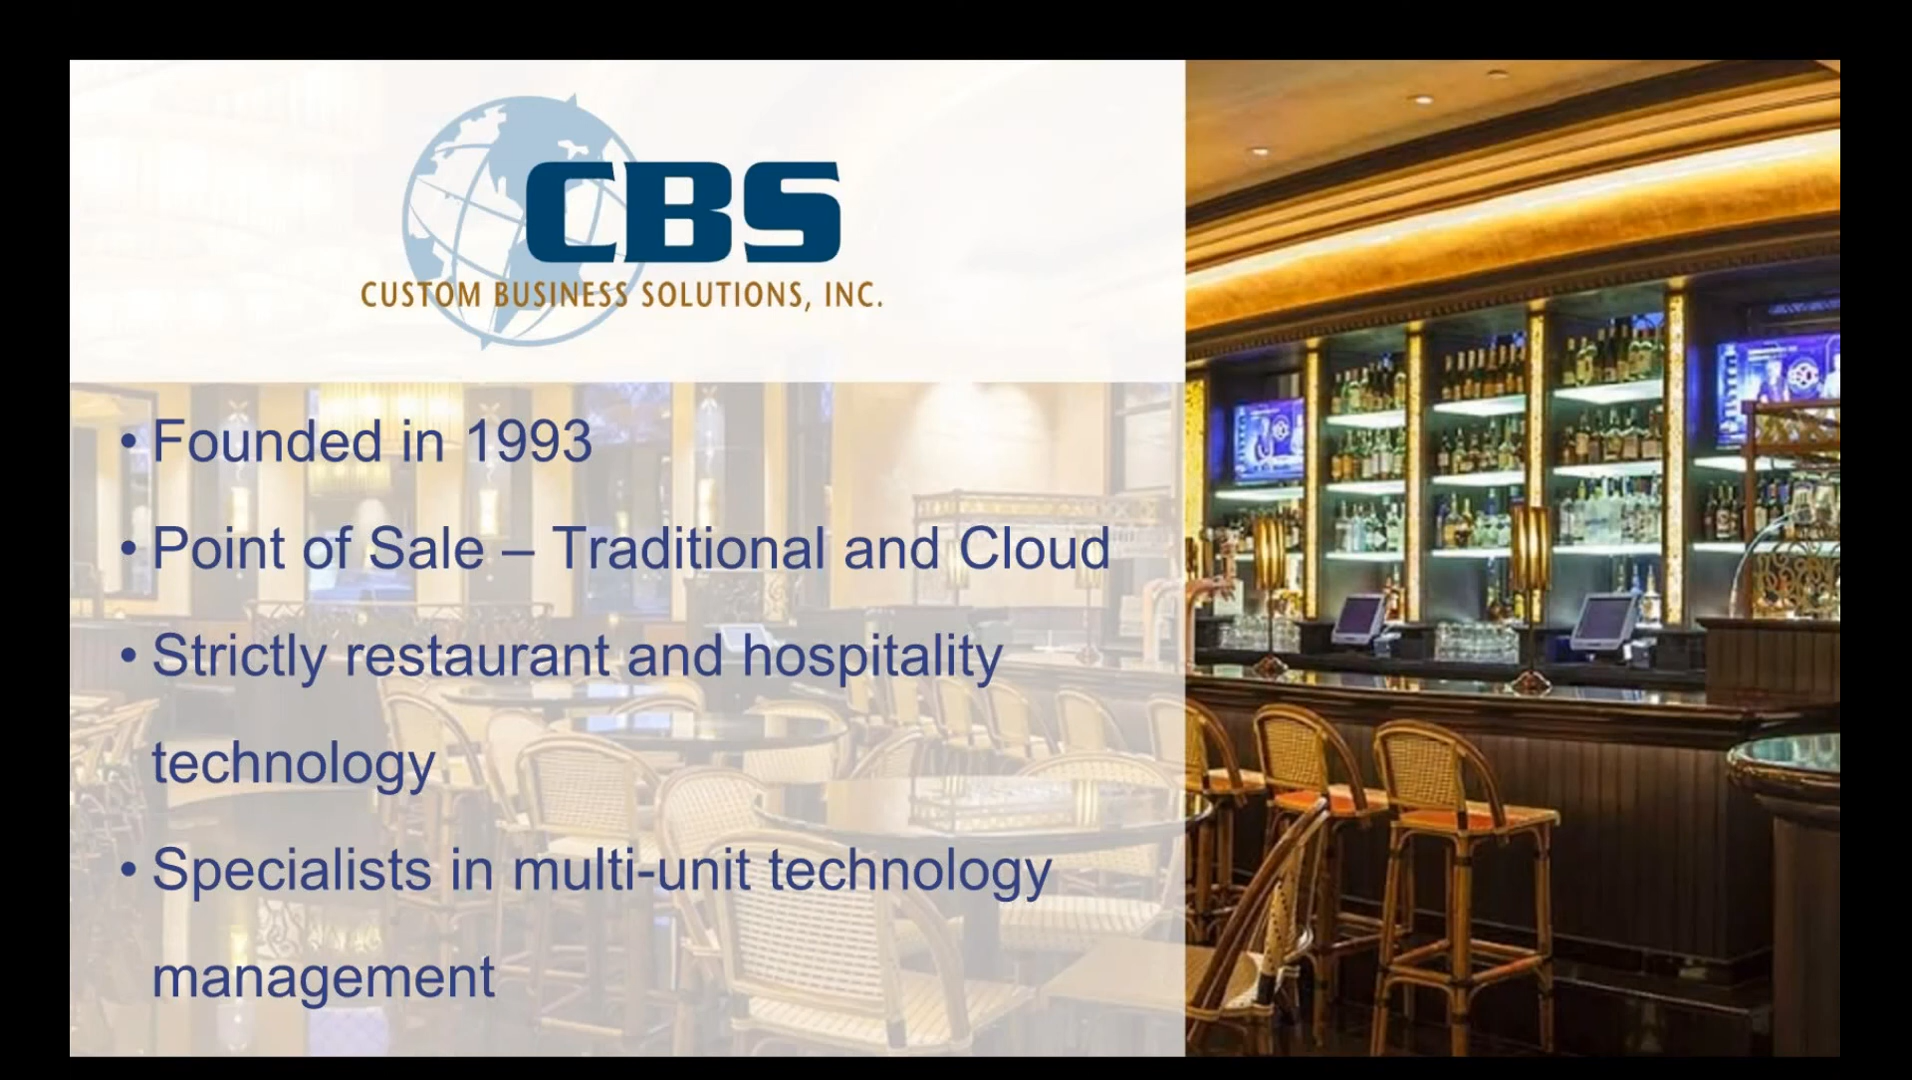 CBS
CUSTOM BUSINESS SOLUTIONS, INC.
• Founded in 1993
• Point of Sale – Traditional and Cloud
• Strictly restaurant and hospitality
technology
• Specialists in multi-unit technology
management